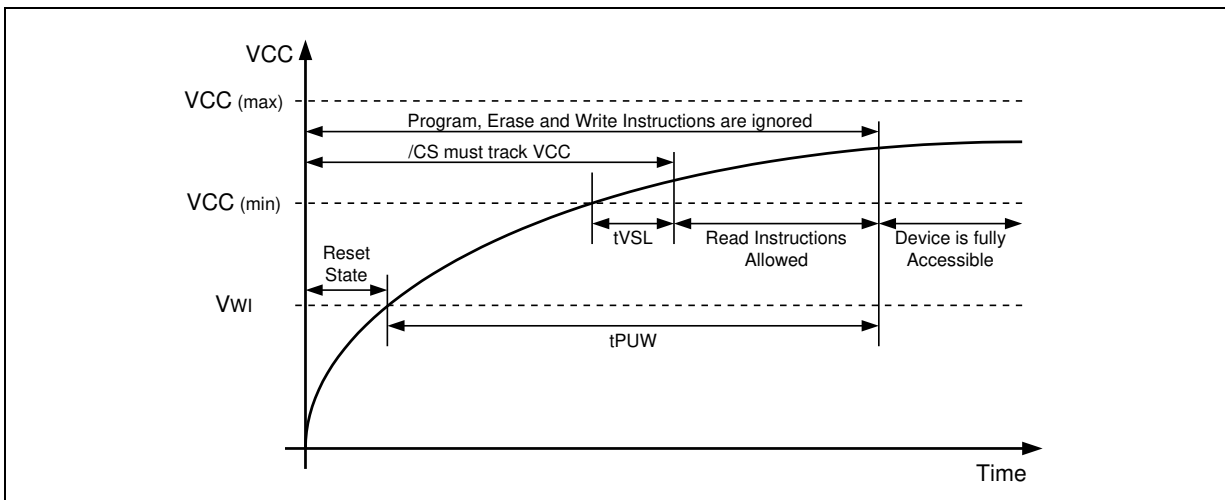 VCC
VCC (max)
Program, Erase and Write Instructions are ignored
/CS must track VCC
VCC (min)
tVSL
Read Instructions
Allowed
Device is fully
Accessible
Reset
State
VWI
tPUW
Time